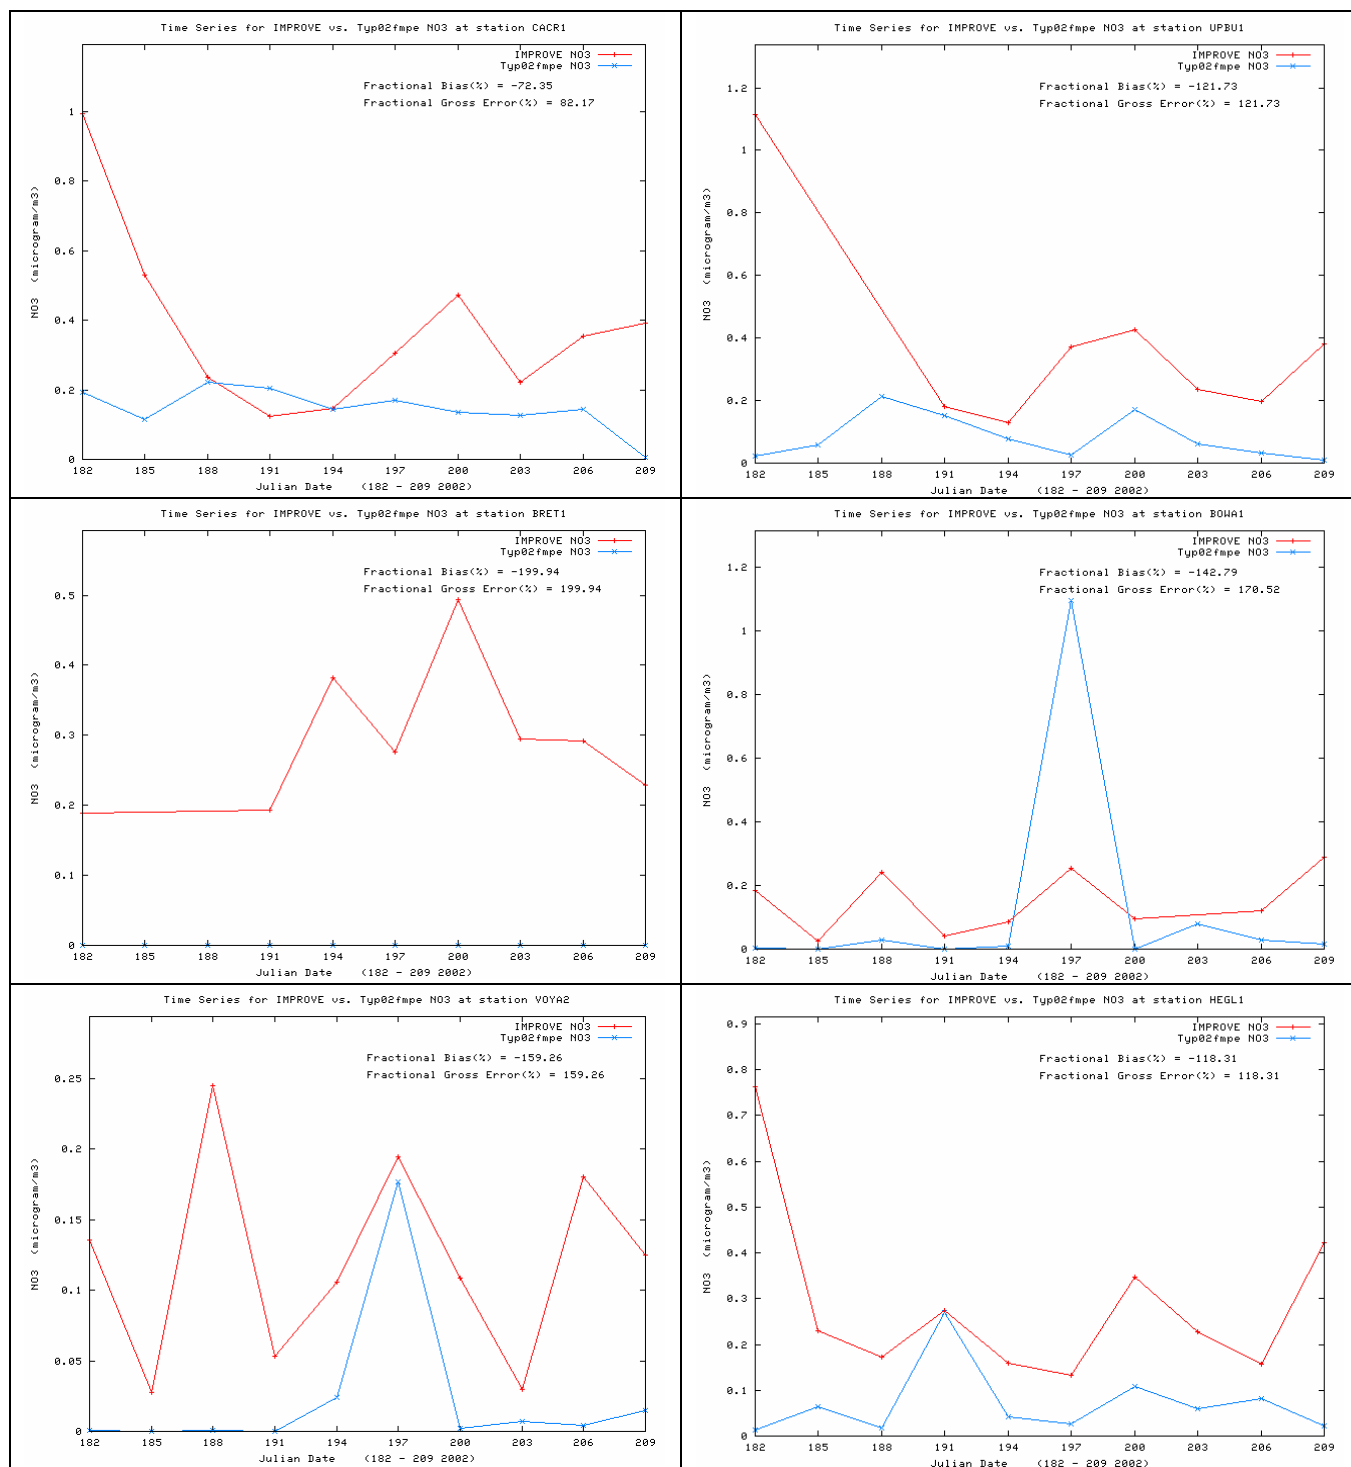 Time Series for IMPROVE vs. Typ02fmpe NO3 at station CACR1
IMPROVE NO3
Typ02fmpe NO3
Fractional Bias(%) = -72.35
Fractional Gross Error(%) = 82.17
NO3 (microgram/m3)
1
0.8
0.6
0.4
0.2
0
182 185 188 191 194 197 200 203 206 209
Julian Date (182 - 209 2002)
Time Series for IMPROVE vs. Typ02fmpe NO3 at station UPBU1
IMPROVE NO3
Typ02fmpe NO3
Fractional Bias(%) = -121.73
Fractional Gross Error(%) = 121.73
NO3 (microgram/m3)
1.2
1
0.8
0.6
0.4
0.2
0
182 185 188 191 194 197 200 203 206 209
Julian Date (182 - 209 2002)
Time Series for IMPROVE vs. Typ02fmpe NO3 at station BRET1
IMPROVE NO3
Typ02fmpe NO3
Fractional Bias(%) = -199.94
Fractional Gross Error(%) = 199.94
NO3 (microgram/m3)
0.5
0.4
0.3
0.2
0.1
0
182 185 188 191 194 197 200 203 206 209
Julian Date (182 - 209 2002)
Time Series for IMPROVE vs. Typ02fmpe NO3 at station BOWA1
IMPROVE NO3
Typ02fmpe NO3
Fractional Bias(%) = -142.79
Fractional Gross Error(%) = 170.52
NO3 (microgram/m3)
1.2
1
0.8
0.6
0.4
0.2
0
182 185 188 191 194 197 200 203 206 209
Julian Date (182 - 209 2002)
Time Series for IMPROVE vs. Typ02fmpe NO3 at station VOYA2
IMPROVE NO3
Typ02fmpe NO3
Fractional Bias(%) = -159.26
Fractional Gross Error(%) = 159.26
NO3 (microgram/m3)
0.25
0.2
0.15
0.1
0.05
0
182 185 188 191 194 197 200 203 206 209
Julian Date (182 - 209 2002)
Time Series for IMPROVE vs. Typ02fmpe NO3 at station HEGL1
IMPROVE NO3
Typ02fmpe NO3
Fractional Bias(%) = -118.31
Fractional Gross Error(%) = 118.31
NO3 (microgram/m3)
0.9
0.8
0.7
0.6
0.5
0.4
0.3
0.2
0.1
0
182 185 188 191 194 197 200 203 206 209
Julian Date (182 - 209 2002)